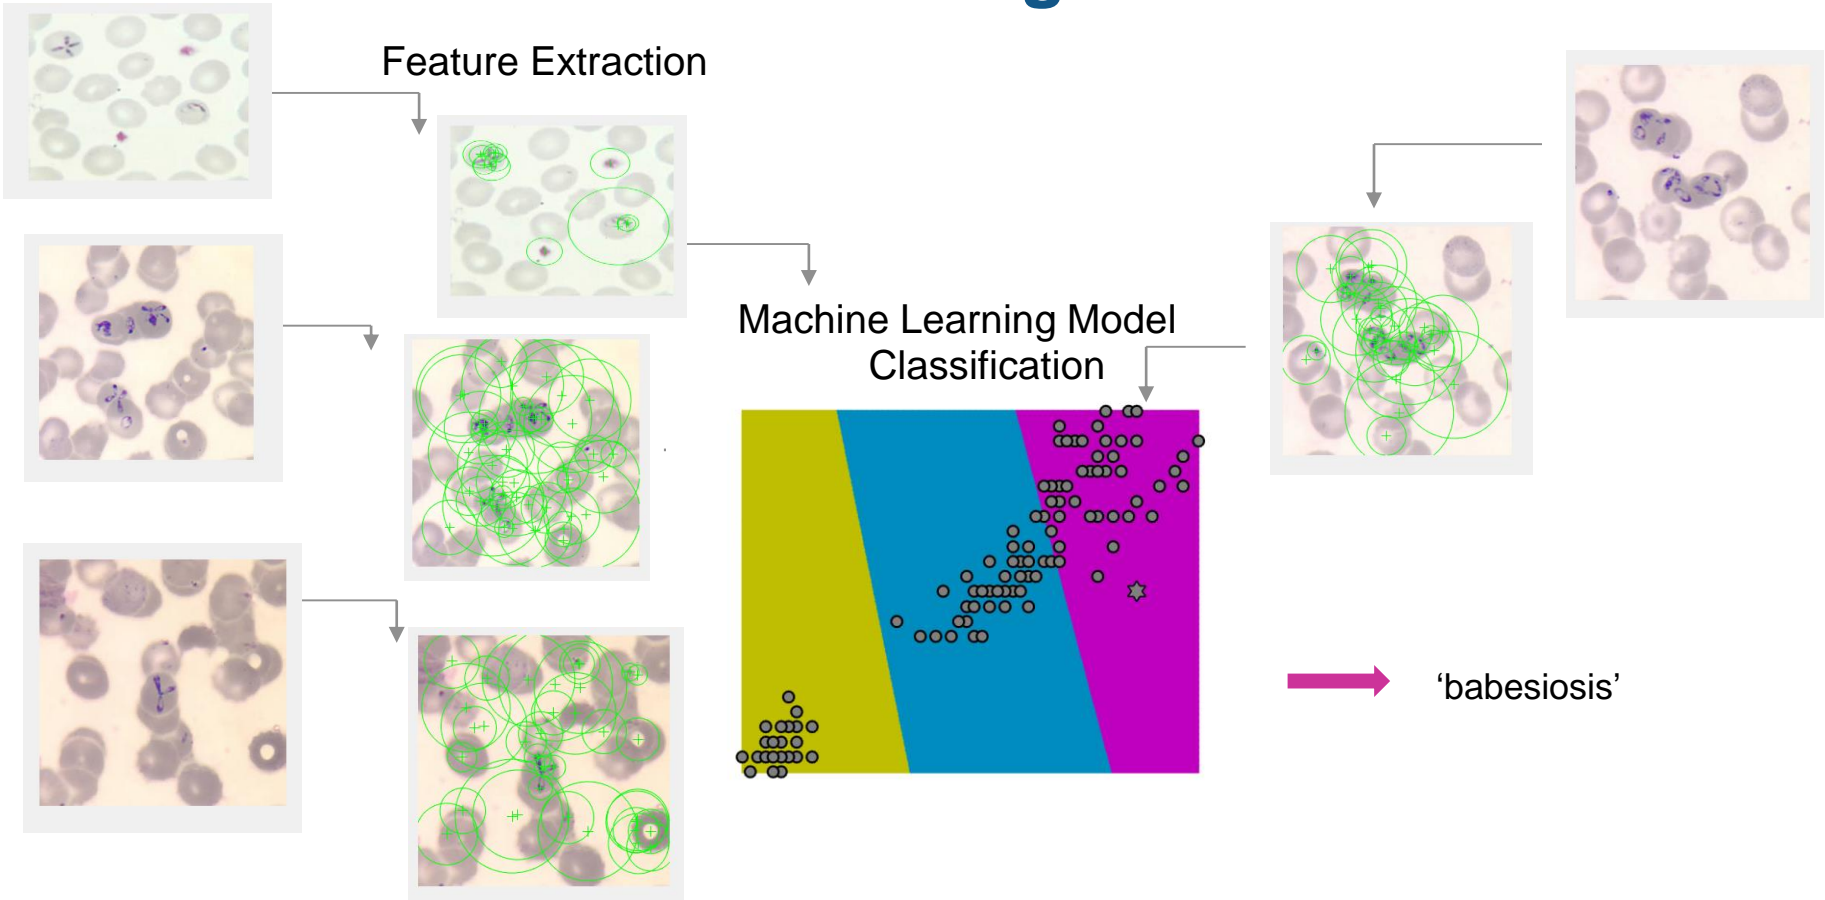 Feature Extraction
Machine Learning Model
Classification
‘babesiosis’